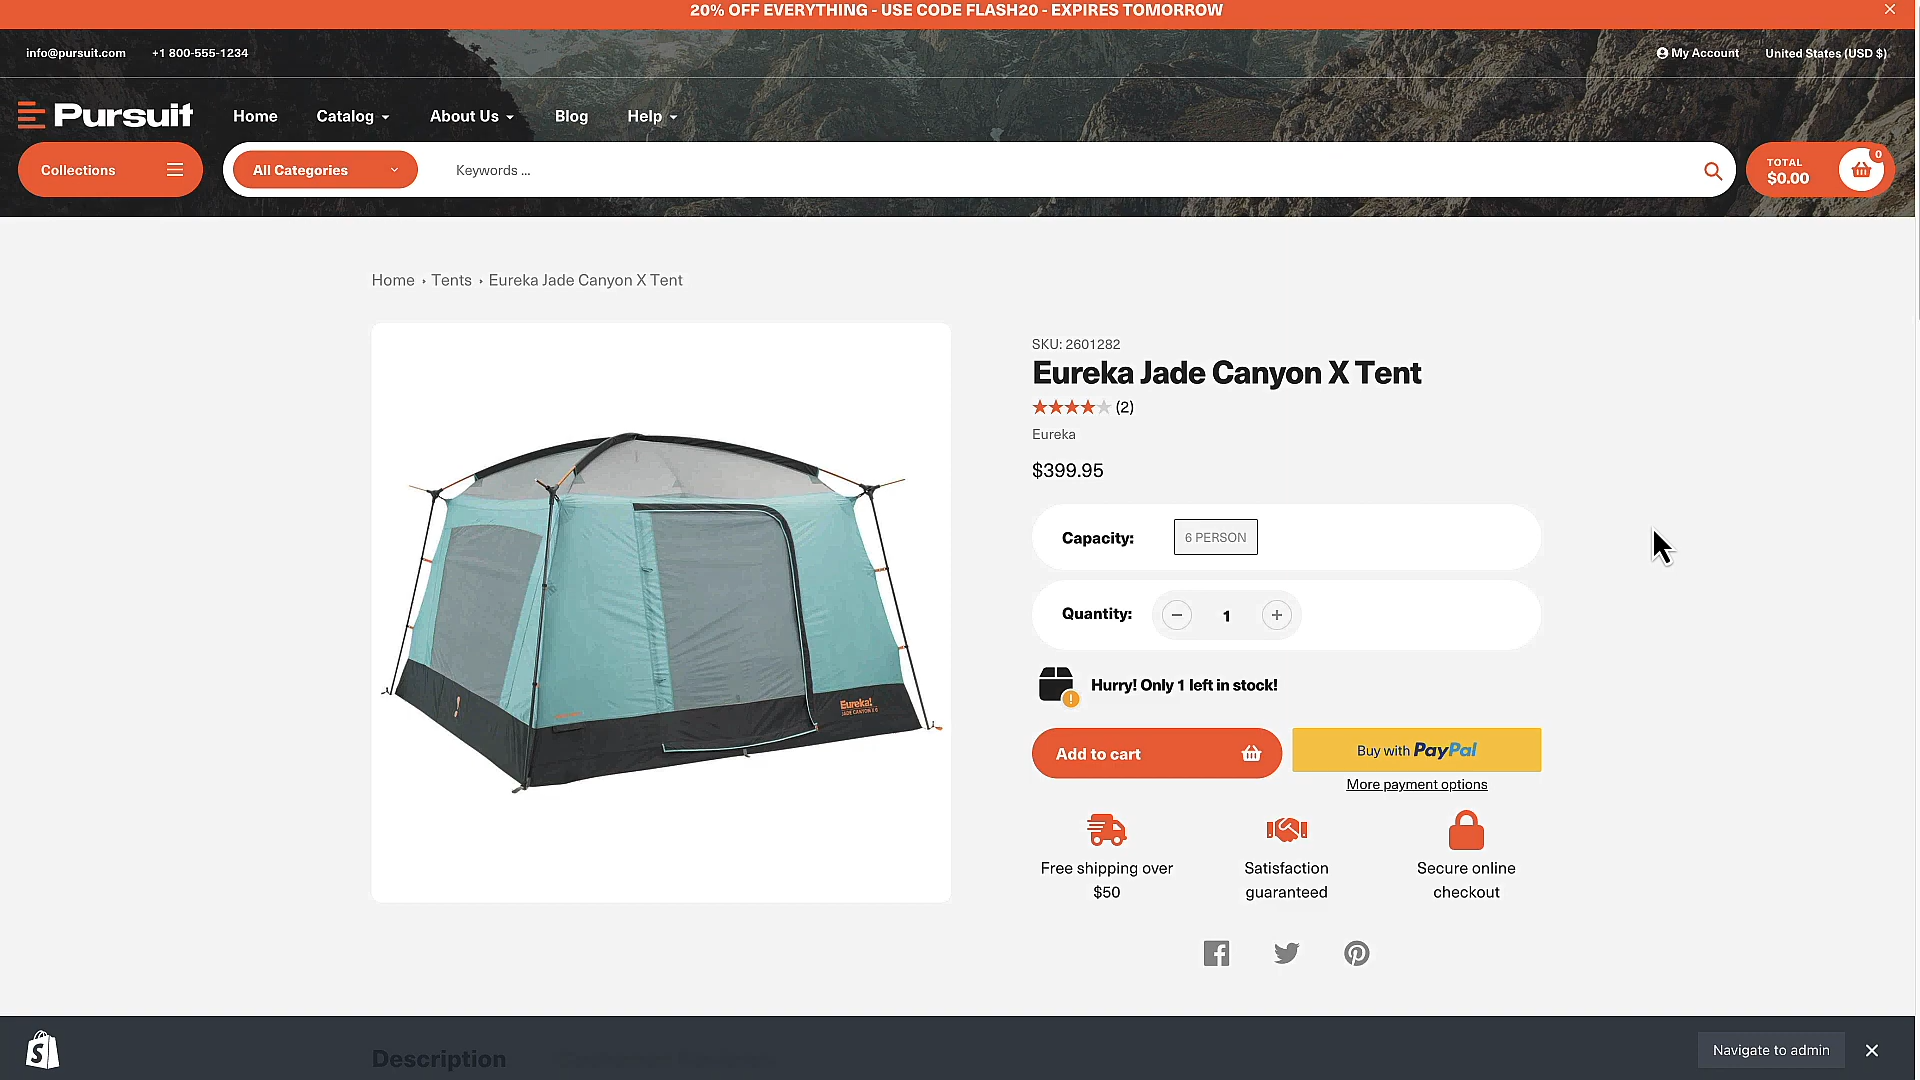 20% OFF EVERYTHING - USE CODE FLASH20 - EXPIRES TOMORROW
info@pursuit.com
+1 800-555-1234
My Account
United States (USD $)
Pursuit
Home
Catalog
About Us
Blog
Help
Collections
All Categories
Keywords ...
TOTAL
$0.00
0
Home › Tents › Eureka Jade Canyon X Tent
SKU: 2601282
Eureka Jade Canyon X Tent
(2)
Eureka
$399.95
Capacity:
6 PERSON
Quantity:
− 1 +
Hurry! Only 1 left in stock!
Add to cart
Buy with PayPal
More payment options
Free shipping over
$50
Satisfaction
guaranteed
Secure online
checkout
Eureka!
JADE CANYON X 6
Description
Navigate to admin